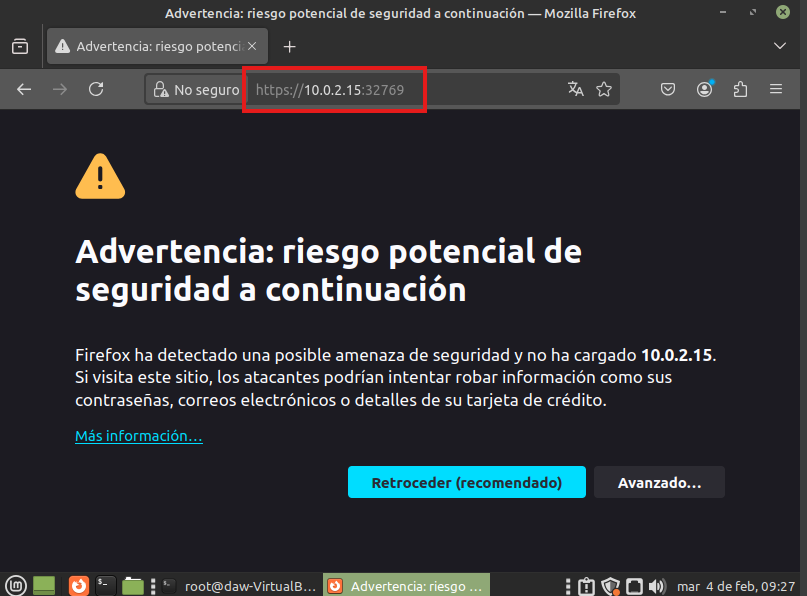 Advertencia: riesgo potencial de seguridad a continuación — Mozilla Firefox
Advertencia: riesgo potenci
No seguro
https://10.0.2.15:32769
Advertencia: riesgo potencial de
seguridad a continuación
Firefox ha detectado una posible amenaza de seguridad y no ha cargado 10.0.2.15.
Si visita este sitio, los atacantes podrían intentar robar información como sus
contraseñas, correos electrónicos o detalles de su tarjeta de crédito.
Más información…
Retroceder (recomendado)
Avanzado…
root@daw-VirtualB…
Advertencia: riesgo …
mar 4 de feb, 09:27